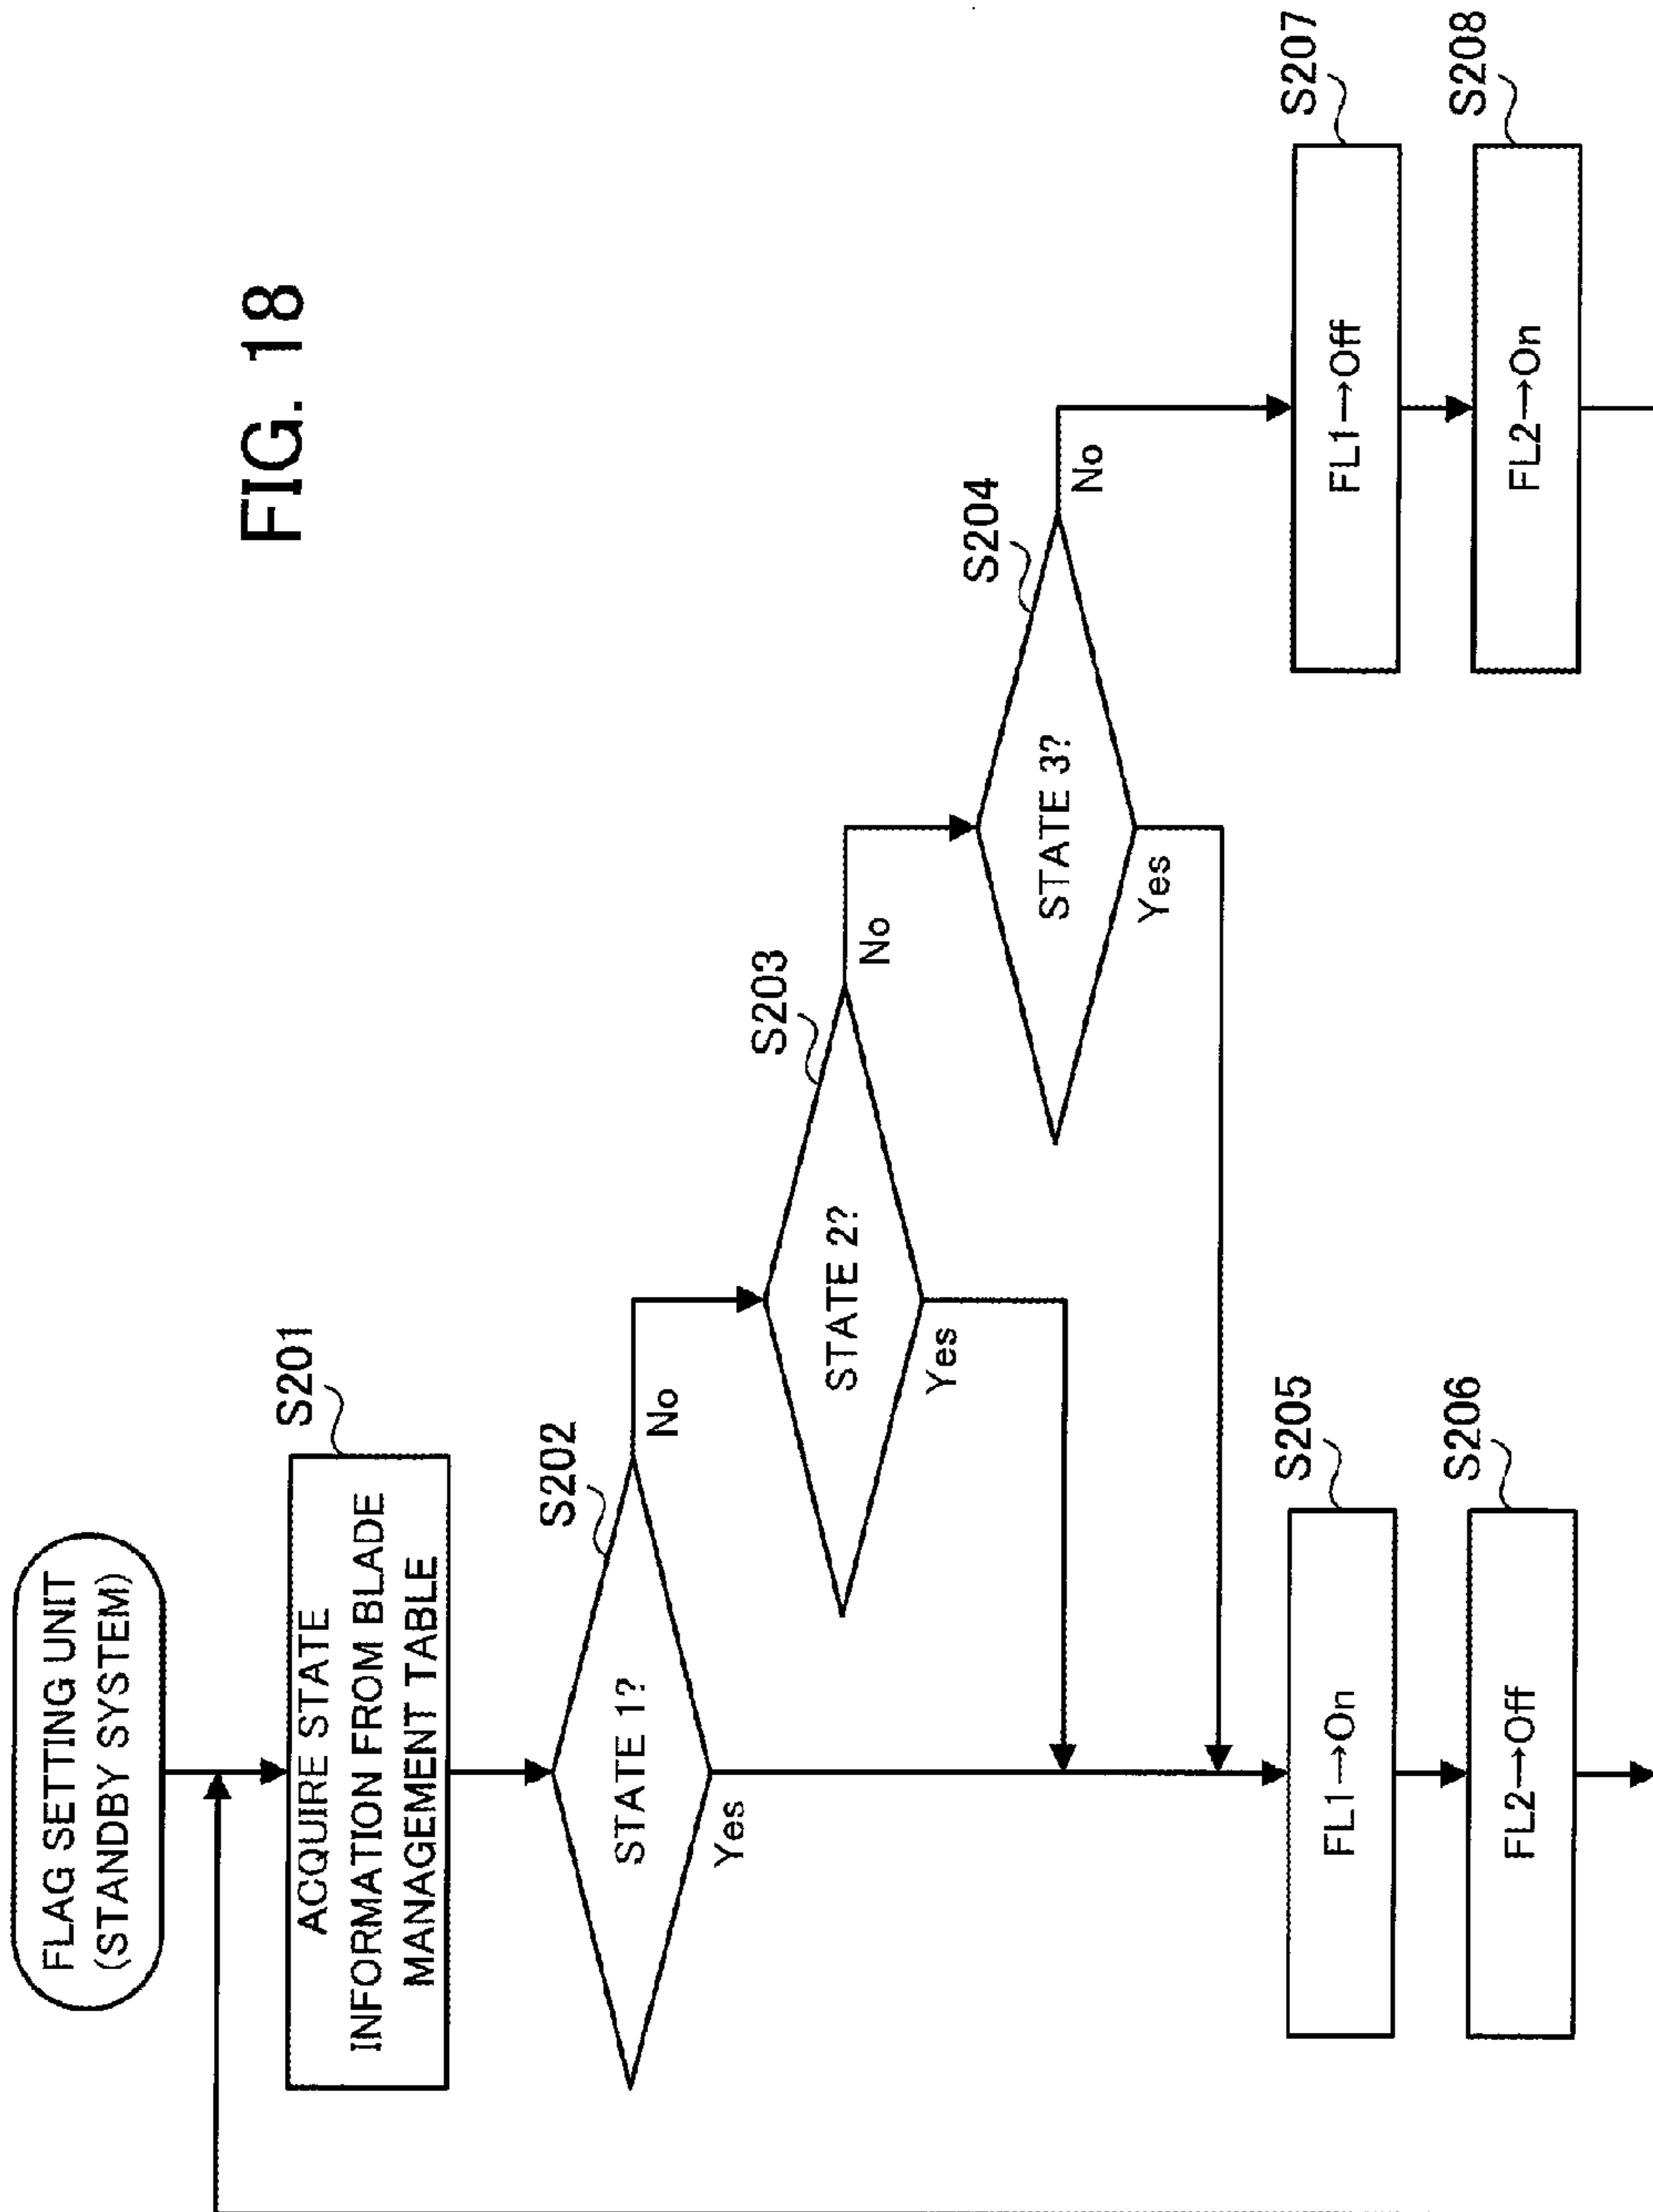 FIG. 18
FLAG SETTING UNIT
(STANDBY SYSTEM)
S201
ACQUIRE STATE
INFORMATION FROM BLADE
MANAGEMENT TABLE
S202
STATE 1?
No
Yes
S203
STATE 2?
No
Yes
S204
STATE 3?
No
Yes
S205
FL1→On
S206
FL2→Off
S207
FL1→Off
S208
FL2→On